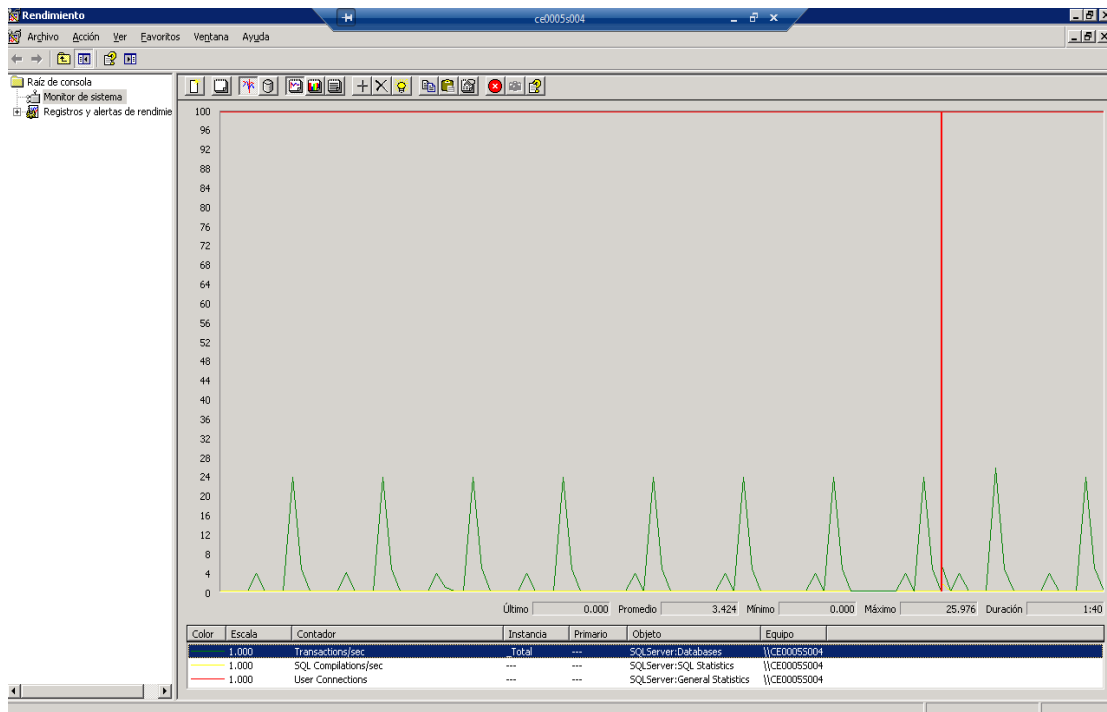 Rendimiento
ce0005s004
Archivo Acción Ver Favoritos Ventana Ayuda
Raíz de consola
Monitor de sistema
Registros y alertas de rendimie
100
96
92
88
84
80
76
72
68
64
60
56
52
48
44
40
36
32
28
24
20
16
12
8
4
0
Último 0.000 Promedio 3.424 Mínimo 0.000 Máximo 25.976 Duración 1:40
Color Escala Contador Instancia Primario Objeto Equipo
1.000 Transactions/sec _Total --- SQLServer:Databases \\CE0005S004
1.000 SQL Compilations/sec --- --- SQLServer:SQL Statistics \\CE0005S004
1.000 User Connections --- --- SQLServer:General Statistics \\CE0005S004